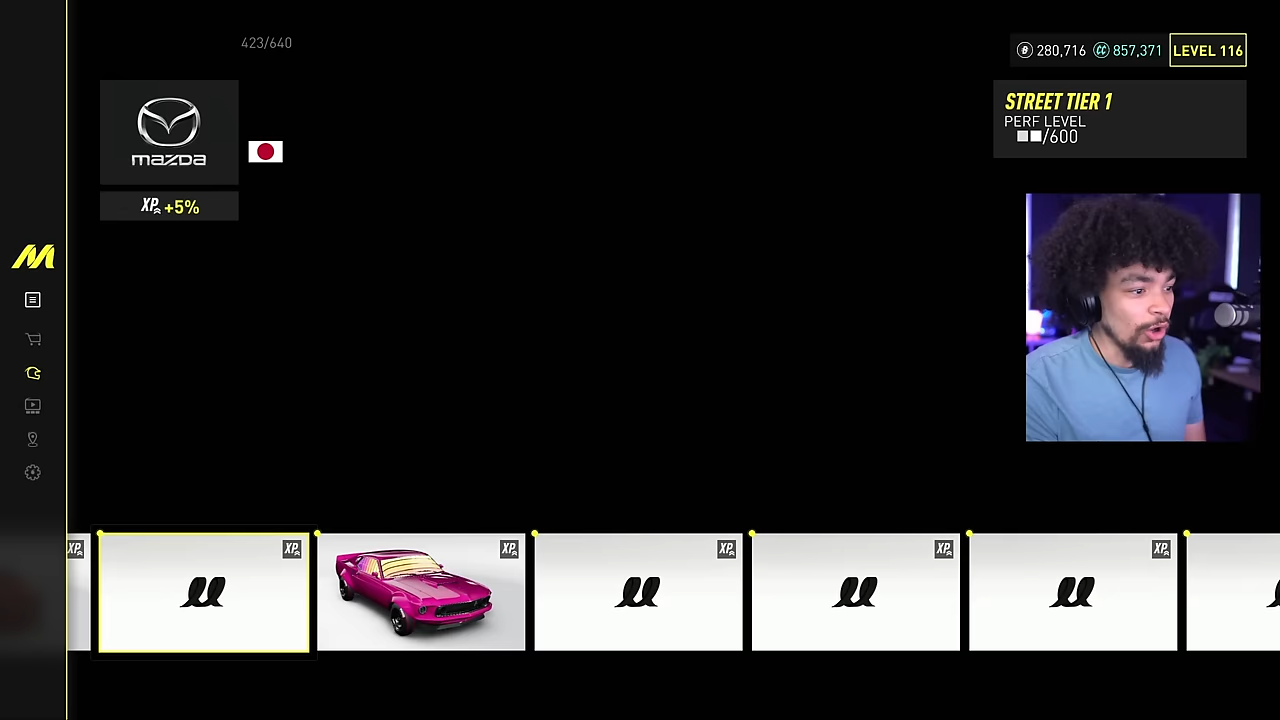 423/640
280,716
857,371
LEVEL 116
mazda
XP +5%
STREET TIER 1
PERF LEVEL
/600
XP
XP
XP
XP
XP
XP